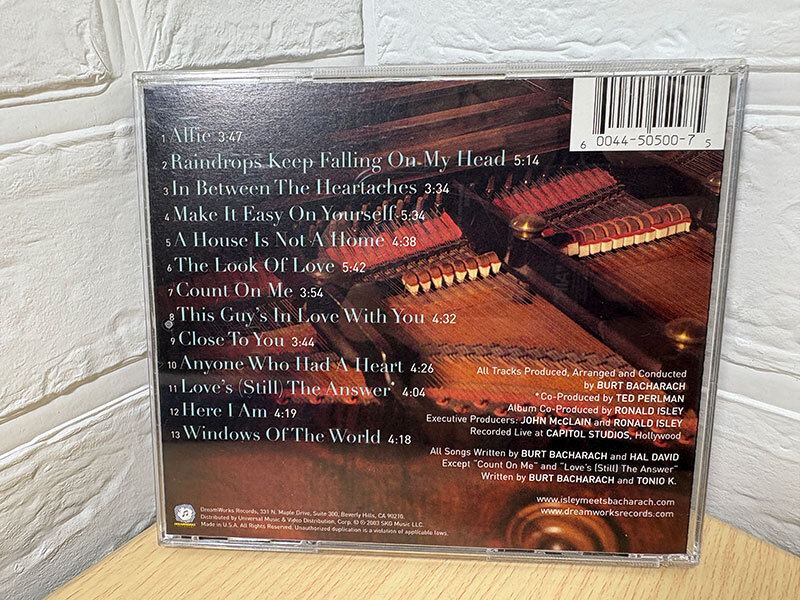 6 0044-50500-7 5
1 Alfie 3:47
2 Raindrops Keep Falling On My Head 5:14
3 In Between The Heartaches 3:34
4 Make It Easy On Yourself 5:34
5 A House Is Not A Home 4:38
6 The Look Of Love 5:42
7 Count On Me 3:54
8 This Guy's In Love With You 4:32
9 Close To You 3:44
10 Anyone Who Had A Heart 4:26
11 Love's (Still) The Answer* 4:04
12 Here I Am 4:19
13 Windows Of The World 4:18
All Tracks Produced, Arranged and Conducted
by BURT BACHARACH
*Co-Produced by TED PERLMAN
Album Co-Produced by RONALD ISLEY
Executive Producers: JOHN McCLAIN and RONALD ISLEY
Recorded Live at CAPITOL STUDIOS, Hollywood
All Songs Written by BURT BACHARACH and HAL DAVID
Except "Count On Me" and "Love's (Still) The Answer"
Written by BURT BACHARACH and TONIO K.
www.isleymeetsbacharach.com
www.dreamworksrecords.com
DreamWorks Records, 331 N. Maple Drive, Suite 300, Beverly Hills, CA 90210.
Distributed by Universal Music & Video Distribution, Corp. ℗ © 2003 SKG Music LLC.
Made in U.S.A. All Rights Reserved. Unauthorized duplication is a violation of applicable laws.